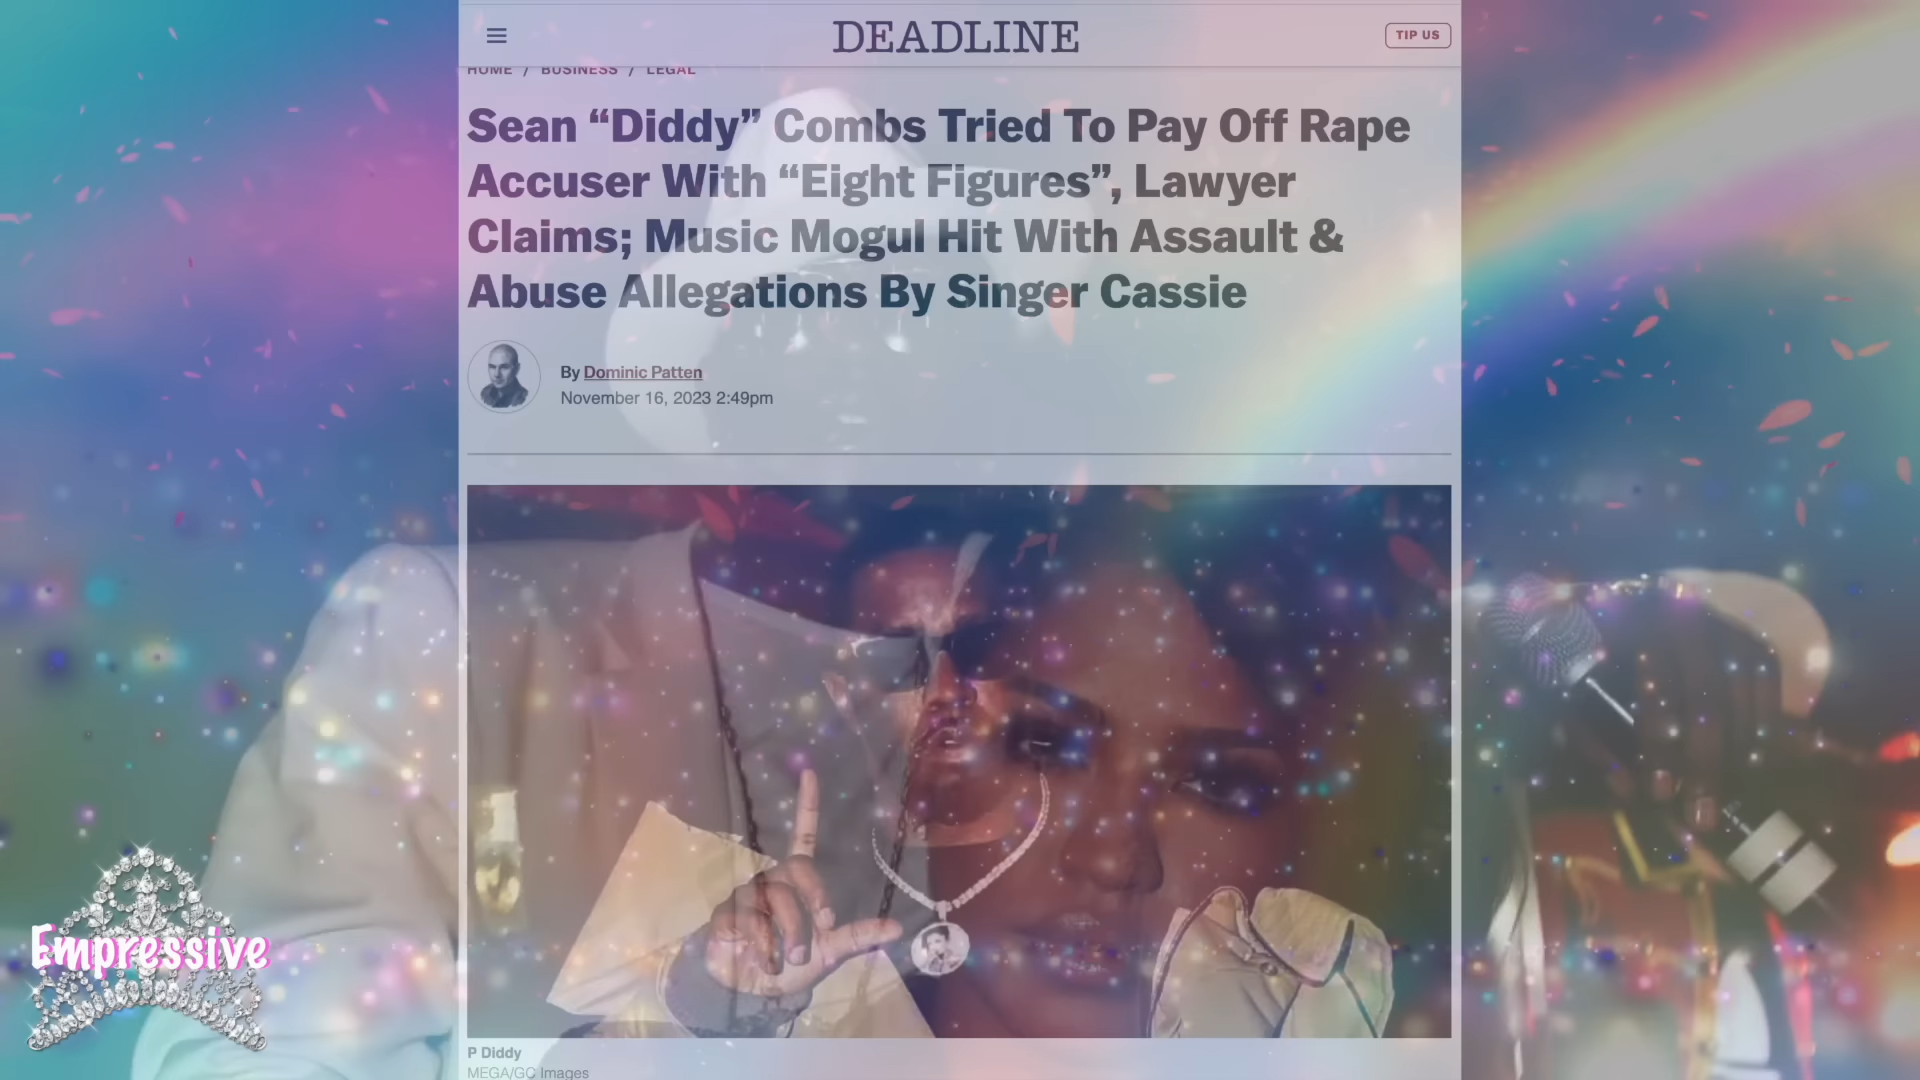 DEADLINE
TIP US
HOME / BUSINESS / LEGAL
Sean “Diddy” Combs Tried To Pay Off Rape
Accuser With “Eight Figures”, Lawyer
Claims; Music Mogul Hit With Assault &
Abuse Allegations By Singer Cassie
By Dominic Patten
November 16, 2023 2:49pm
Empressive
P Diddy
MEGA/GC Images